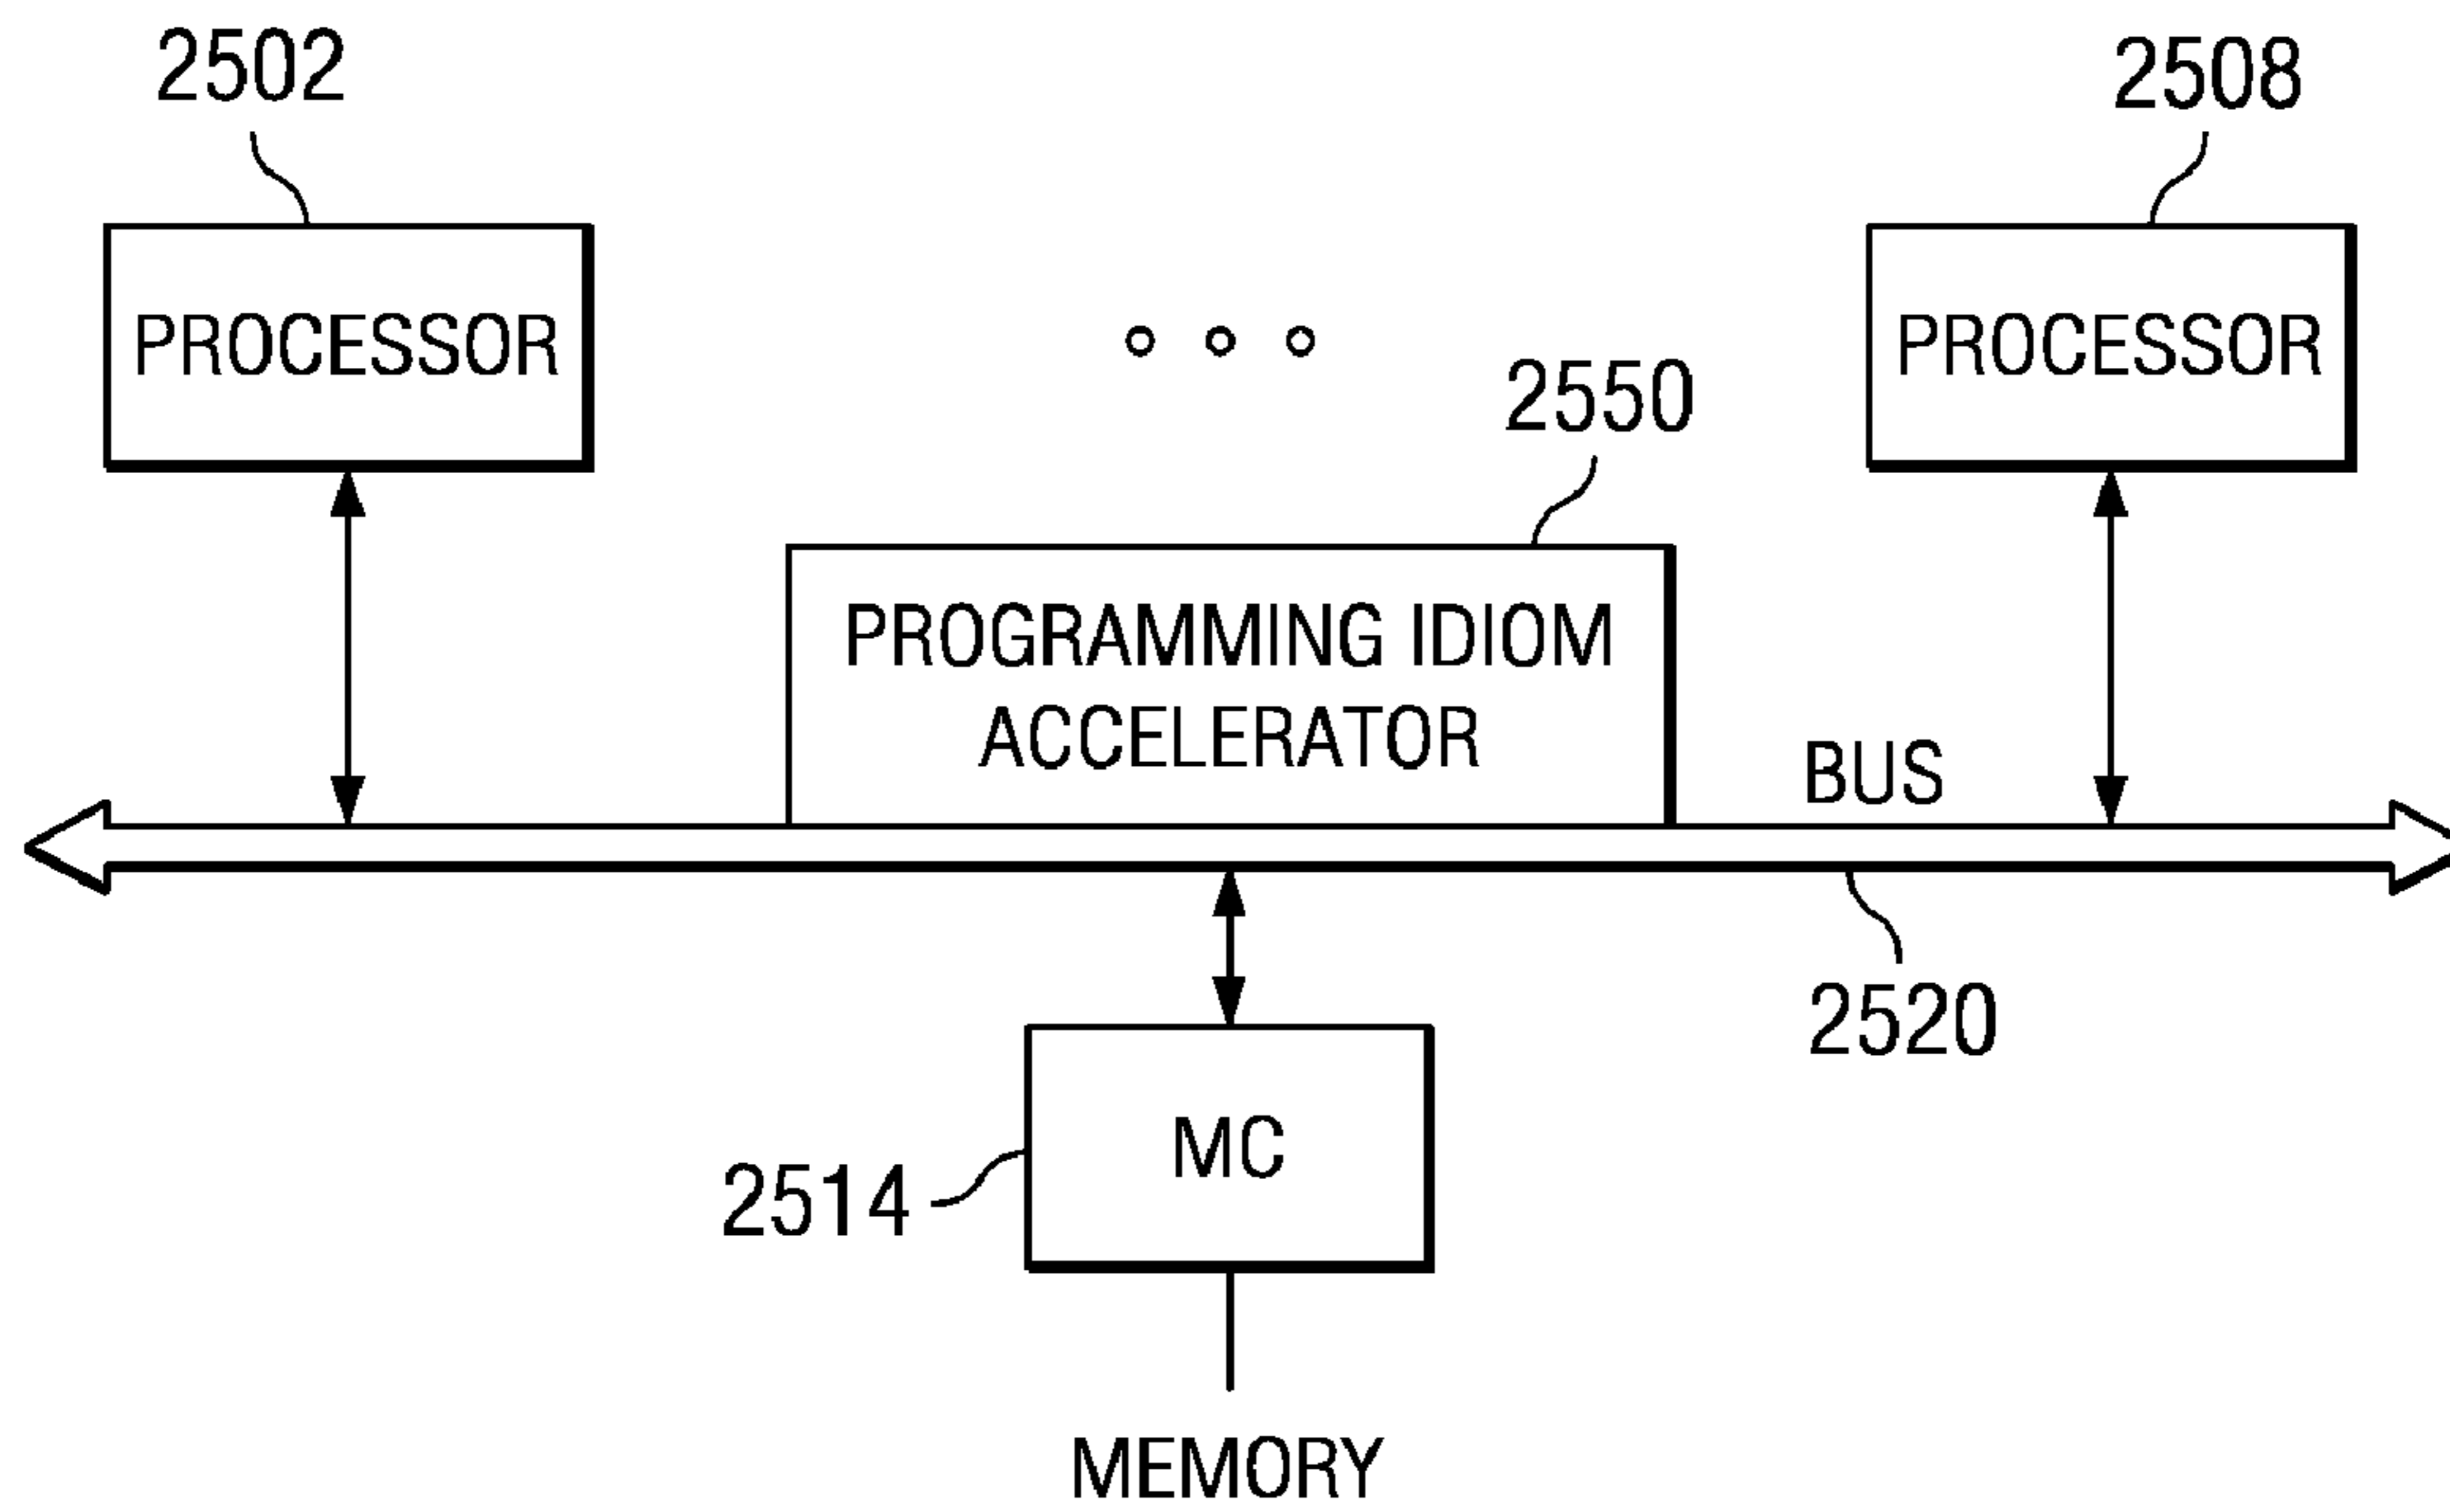 2502
2508
PROCESSOR
PROCESSOR
2550
PROGRAMMING IDIOM
ACCELERATOR
BUS
2520
MC
2514
MEMORY